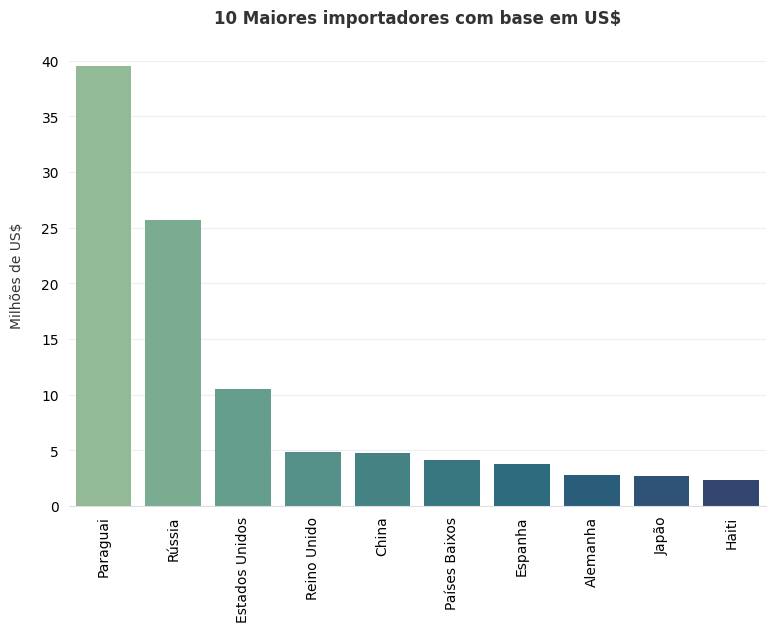 10 Maiores importadores com base em US$
Milhões de US$
40
35
30
25
20
15
10
5
0
Paraguai
Rússia
Estados Unidos
Reino Unido
China
Países Baixos
Espanha
Alemanha
Japão
Haiti